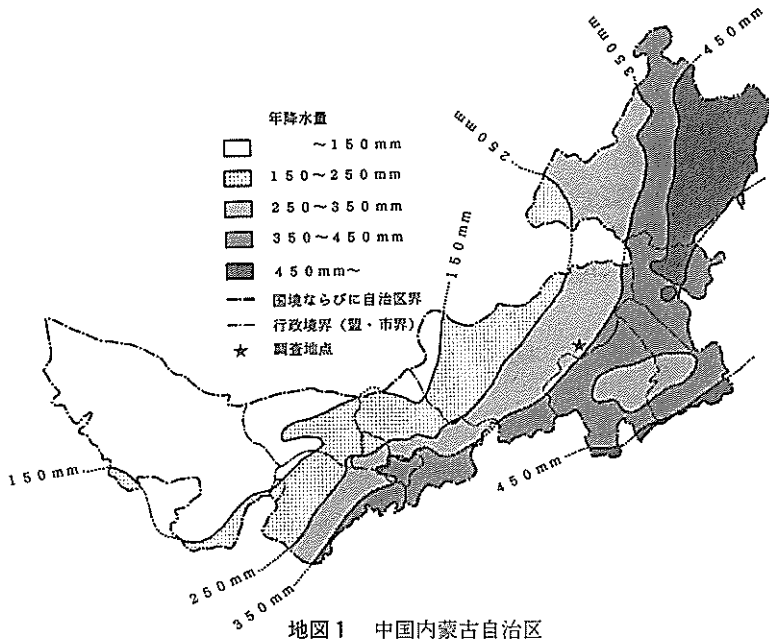 350mm
450mm
250mm
年降水量
~150mm
150~250mm
250~350mm
350~450mm
450mm~
国境ならびに自治区界
行政境界(盟・市界)
★ 調査地点
150mm
150mm
450mm
250mm
350mm
地図1 中国内蒙古自治区